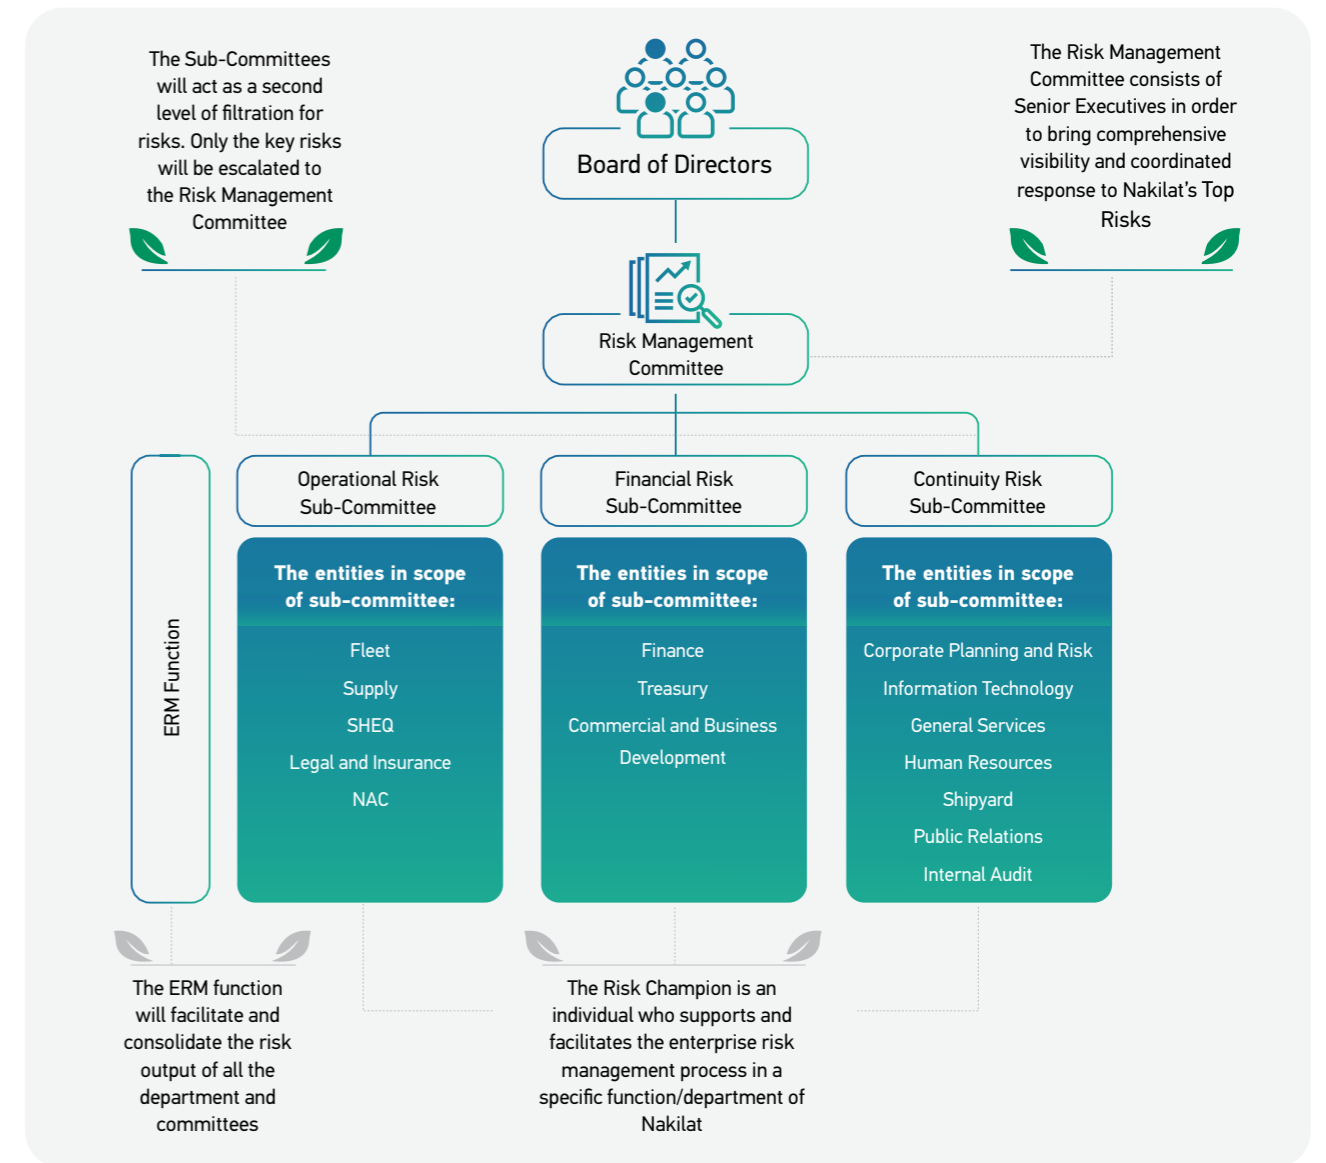 The Sub-Committees
will act as a second
level of filtration for
risks. Only the key risks
will be escalated to
the Risk Management
Committee
Board of Directors
The Risk Management
Committee consists of
Senior Executives in order
to bring comprehensive
visibility and coordinated
response to Nakilat’s Top
Risks
Risk Management
Committee
ERM Function
Operational Risk
Sub-Committee
The entities in scope
of sub-committee:
Fleet
Supply
SHEQ
Legal and Insurance
NAC
Financial Risk
Sub-Committee
The entities in scope
of sub-committee:
Finance
Treasury
Commercial and Business
Development
Continuity Risk
Sub-Committee
The entities in scope
of sub-committee:
Corporate Planning and Risk
Information Technology
General Services
Human Resources
Shipyard
Public Relations
Internal Audit
The ERM function
will facilitate and
consolidate the risk
output of all the
department and
committees
The Risk Champion is an
individual who supports and
facilitates the enterprise risk
management process in a
specific function/department of
Nakilat